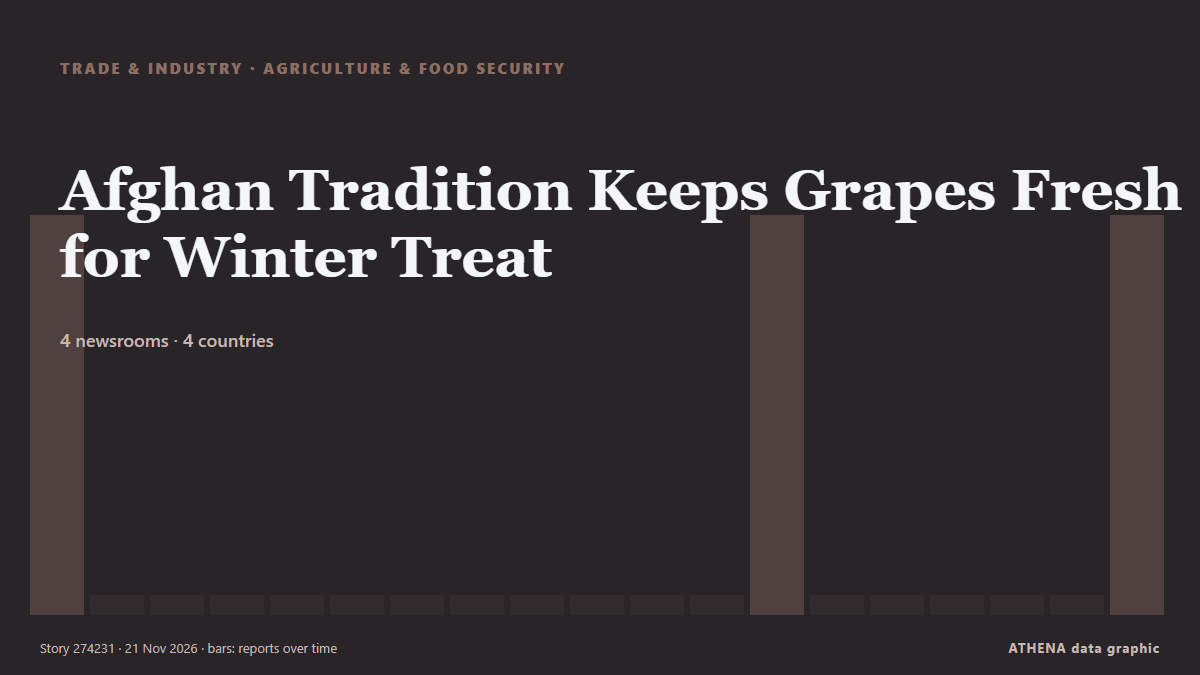 TRADE & INDUSTRY · AGRICULTURE & FOOD SECURITY
Afghan Tradition Keeps Grapes Fresh
for Winter Treat
4 newsrooms · 4 countries
Story 274231 · 21 Nov 2026 · bars: reports over time
ATHENA data graphic